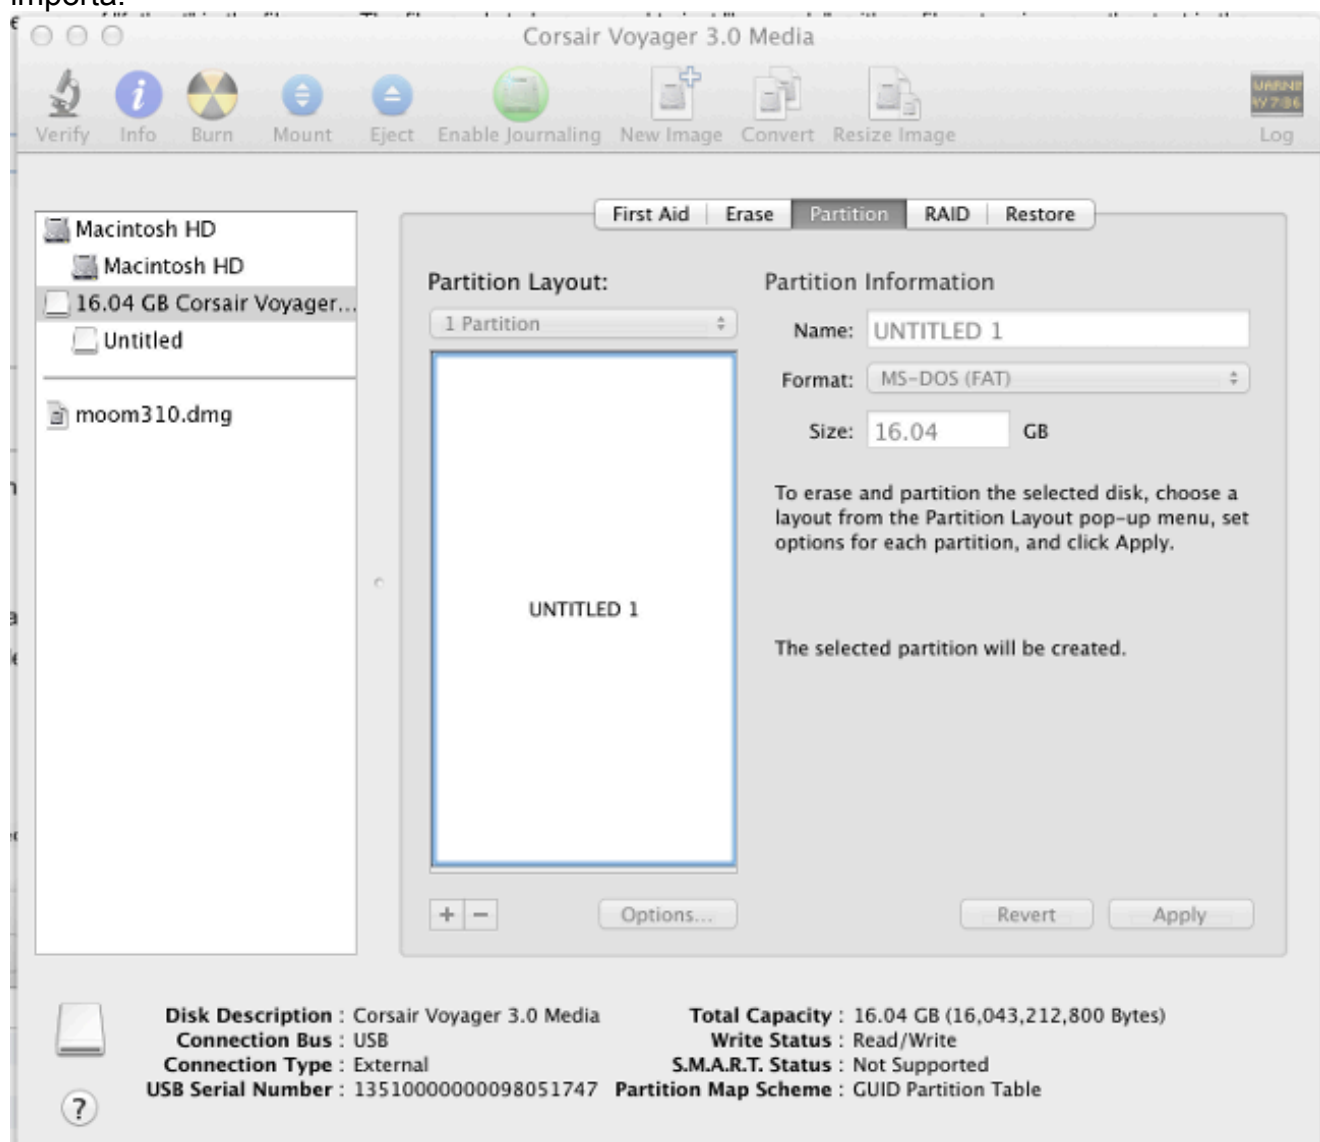 importa.
Corsair Voyager 3.0 Media
Verify Info Burn Mount Eject Enable Journaling New Image Convert Resize Image Log
First Aid Erase Partition RAID Restore
Macintosh HD
Macintosh HD
16.04 GB Corsair Voyager...
Untitled
moom310.dmg
Partition Layout:
1 Partition
UNTITLED 1
+ − Options...
Partition Information
Name: UNTITLED 1
Format: MS-DOS (FAT)
Size: 16.04 GB
To erase and partition the selected disk, choose a
layout from the Partition Layout pop-up menu, set
options for each partition, and click Apply.
The selected partition will be created.
Revert Apply
Disk Description : Corsair Voyager 3.0 Media
Connection Bus : USB
Connection Type : External
USB Serial Number : 13510000000098051747
Total Capacity : 16.04 GB (16,043,212,800 Bytes)
Write Status : Read/Write
S.M.A.R.T. Status : Not Supported
Partition Map Scheme : GUID Partition Table
?